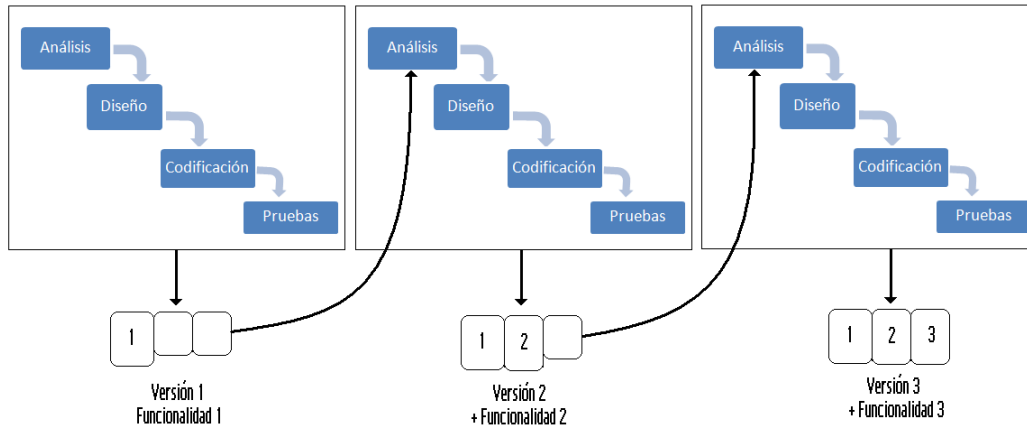 Análisis
Diseño
Codificación
Pruebas
Análisis
Diseño
Codificación
Pruebas
Análisis
Diseño
Codificación
Pruebas
1
Versión 1
Funcionalidad 1
1 2
Versión 2
+ Funcionalidad 2
1 2 3
Versión 3
+ Funcionalidad 3